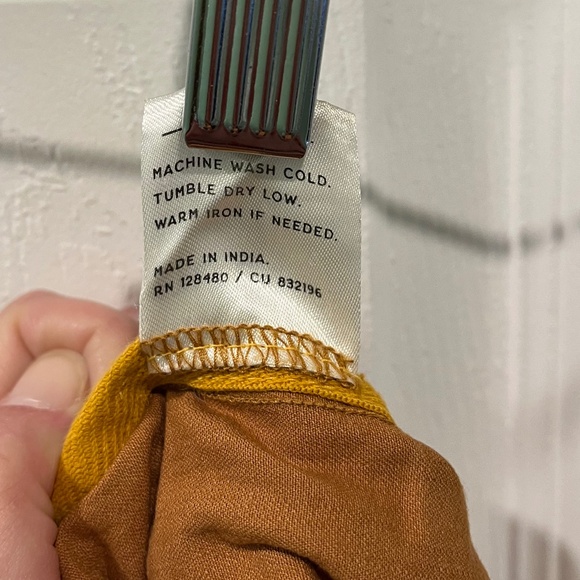 MACHINE WASH COLD.
TUMBLE DRY LOW.
WARM IRON IF NEEDED.
MADE IN INDIA.
RN 128480 / CU 832196